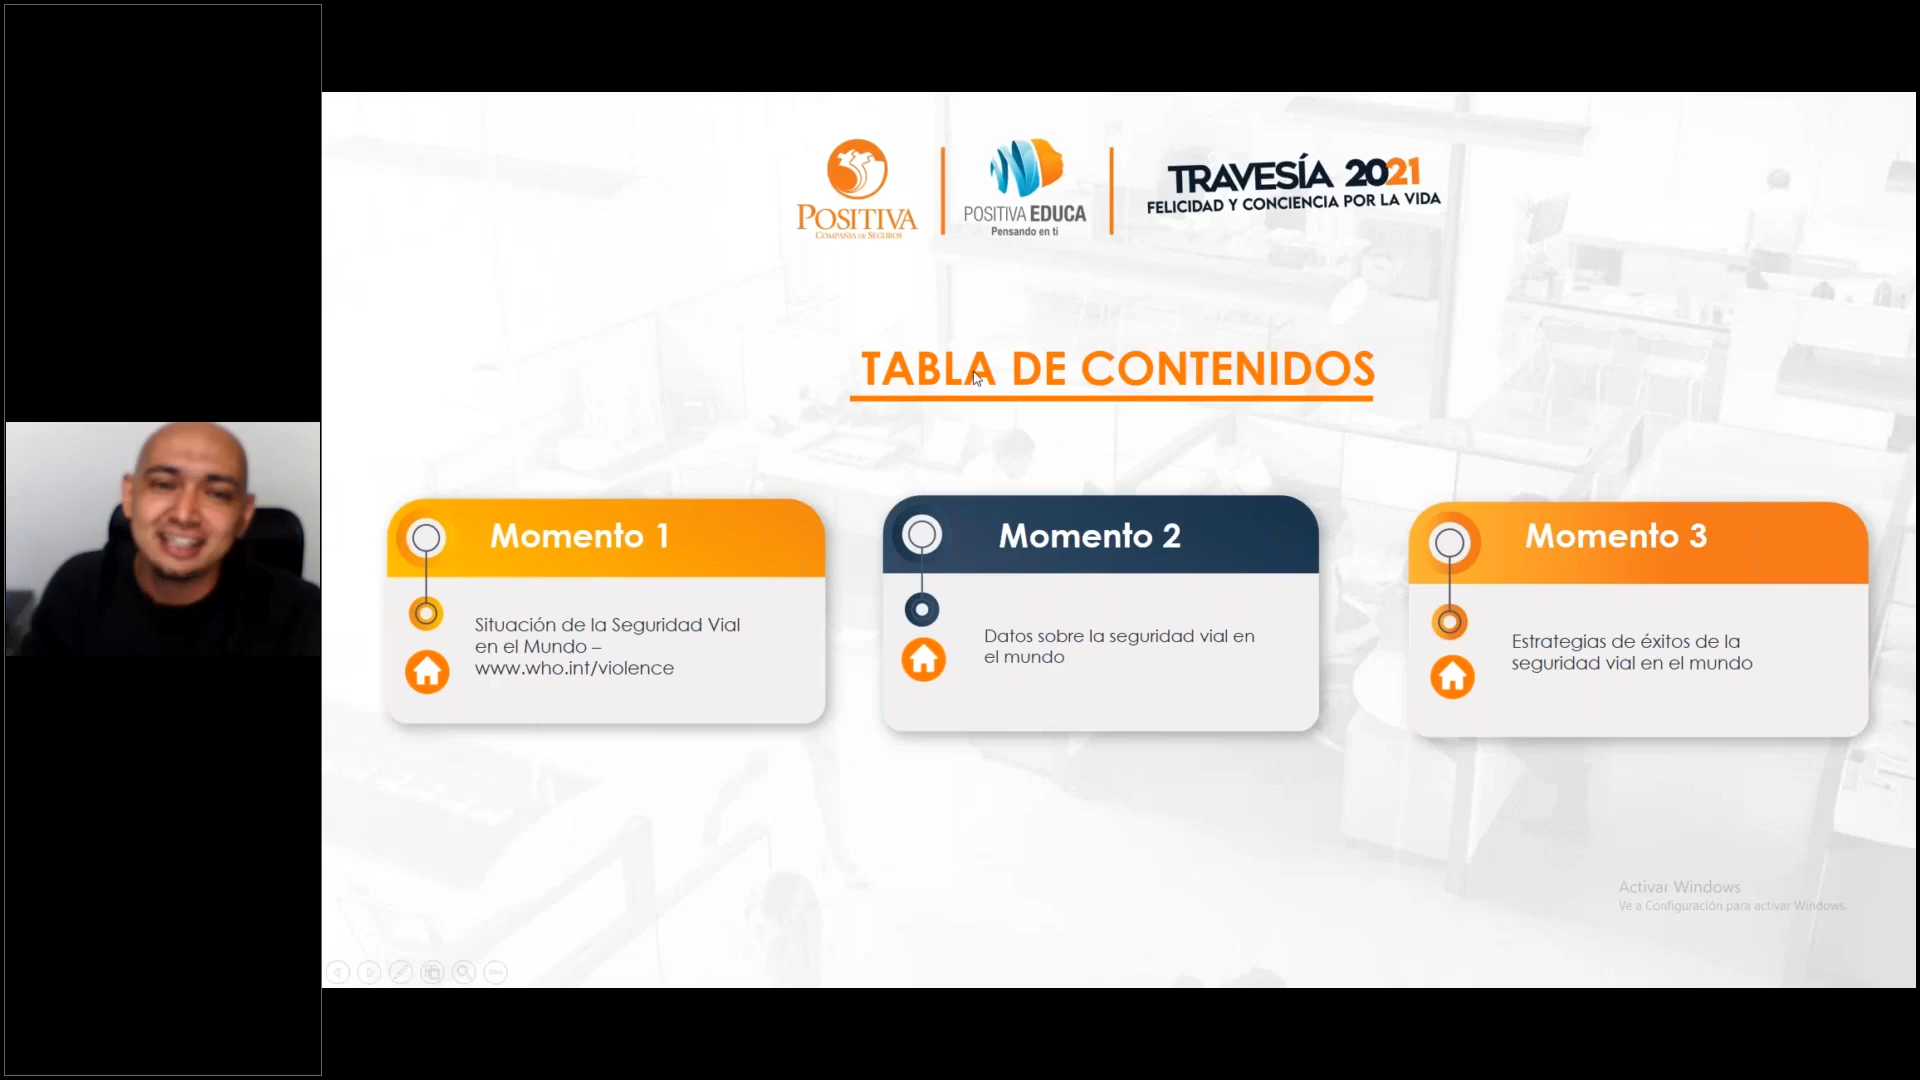 POSITIVA
COMPAÑÍA DE SEGUROS
POSITIVA EDUCA
Pensando en ti
TRAVESÍA 2021
FELICIDAD Y CONCIENCIA POR LA VIDA
TABLA DE CONTENIDOS
Momento 1
Situación de la Seguridad Vial
en el Mundo –
www.who.int/violence
Momento 2
Datos sobre la seguridad vial en
el mundo
Momento 3
Estrategias de éxitos de la
seguridad vial en el mundo
Activar Windows
Ve a Configuración para activar Windows.